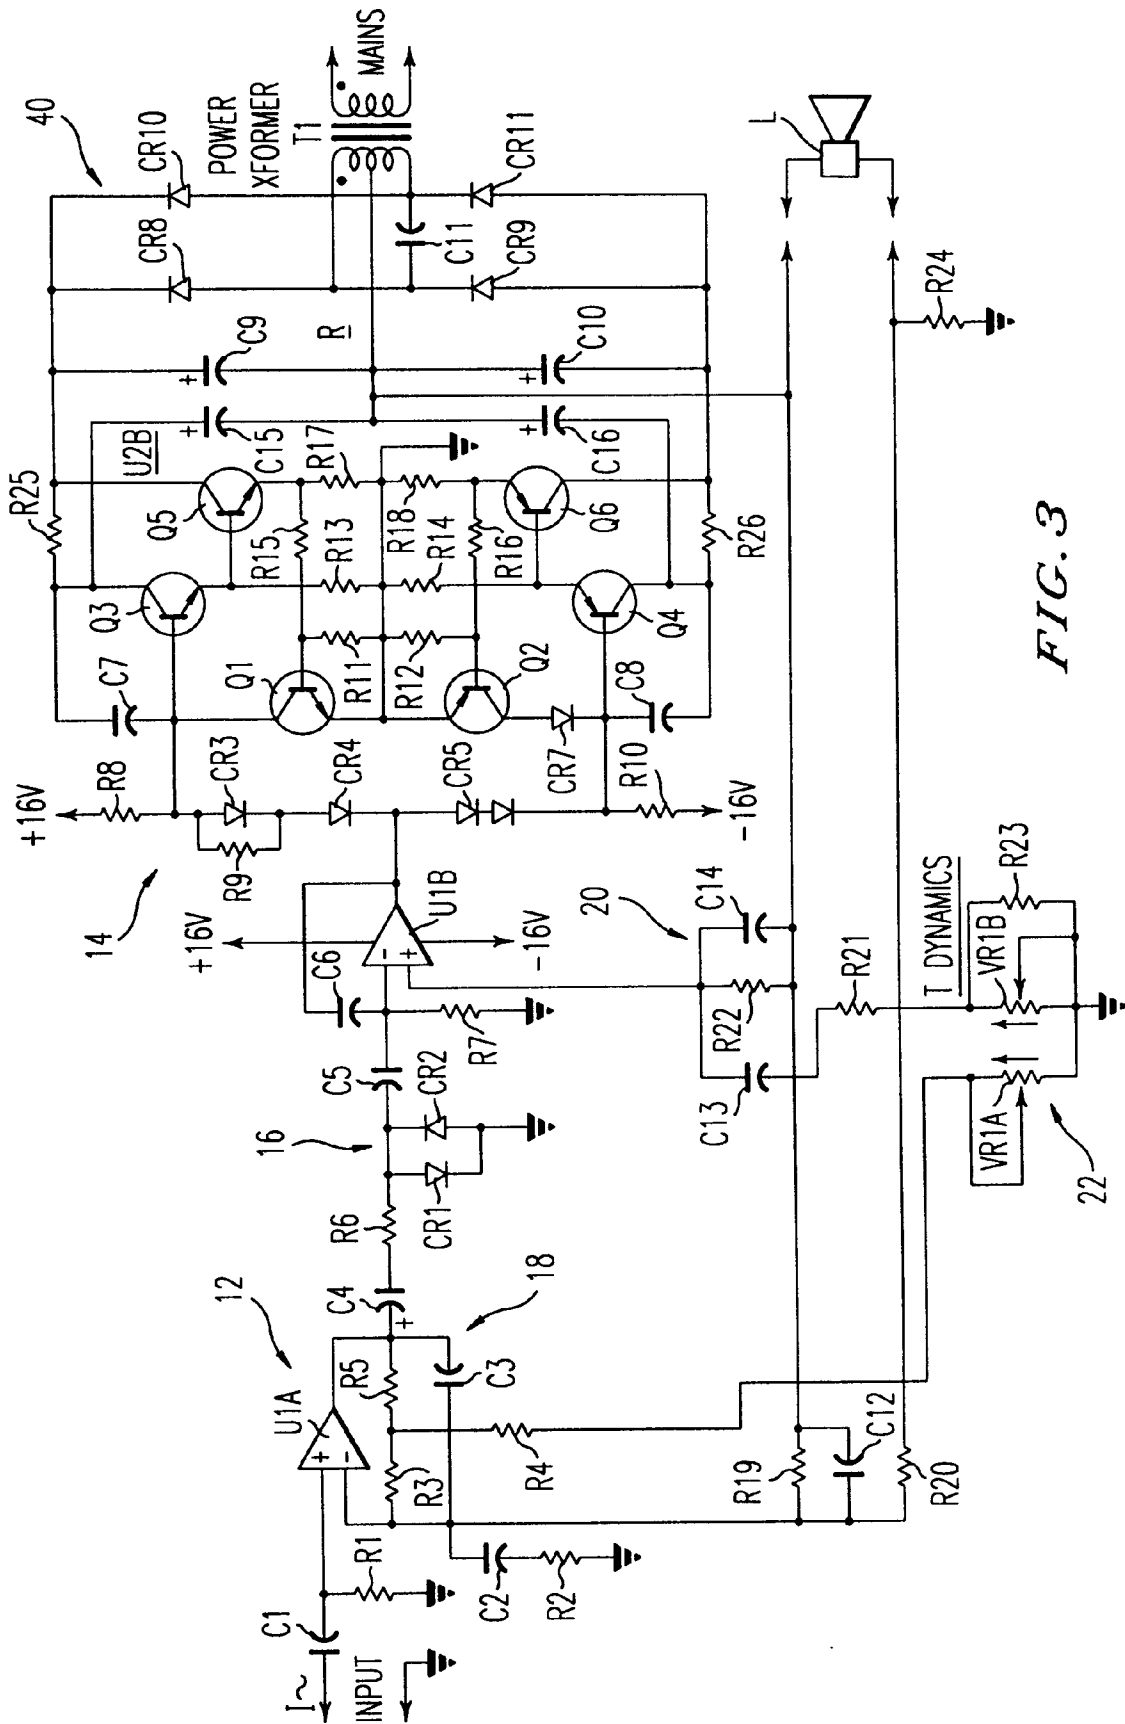 40
CR10
POWER
XFORMER
T1
MAINS
CR8
CR11
C11
CR9
R
C9
C10
U2B
C15
C16
R25
Q5
R17
R18
Q6
R26
R15
R13
R14
R16
Q3
Q4
C7
Q1
R11
R12
Q2
C8
+16V
R8
CR3
R9
CR4
CR5
CR7
R10
-16V
14
+16V
-
+
U1B
-16V
C6
R7
C5
16
CR2
CR1
R6
12
C4
+
18
U1A
+
-
R5
C3
R3
R4
C1
R1
C2
R2
I~
INPUT
L
R24
20
C14
R22
C13
R21
T DYNAMICS
R23
VR1B
VR1A
22
R19
C12
R20
+
+
+
+
FIG. 3